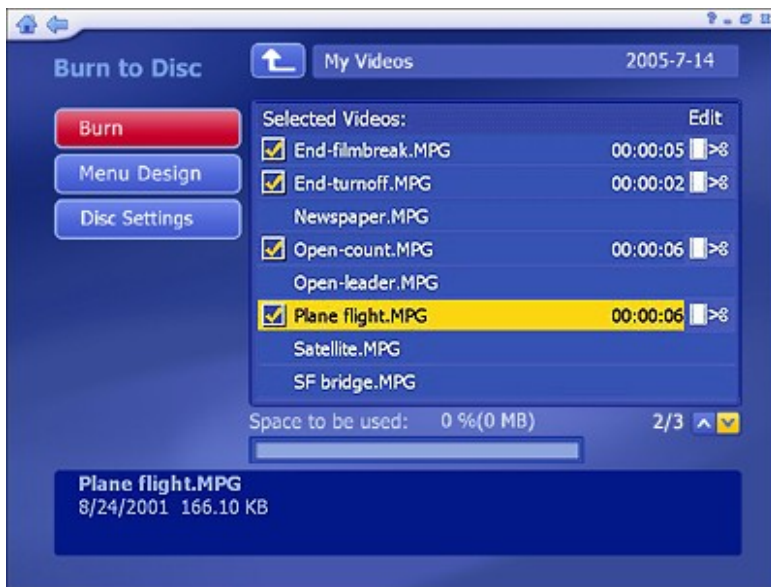 Burn to Disc
My Videos 2005-7-14
Burn
Menu Design
Disc Settings
Selected Videos: Edit
End-filmbreak.MPG 00:00:05
End-turnoff.MPG 00:00:02
Newspaper.MPG
Open-count.MPG 00:00:06
Open-leader.MPG
Plane flight.MPG 00:00:06
Satellite.MPG
SF bridge.MPG
Space to be used: 0 %(0 MB) 2/3
Plane flight.MPG
8/24/2001 166.10 KB